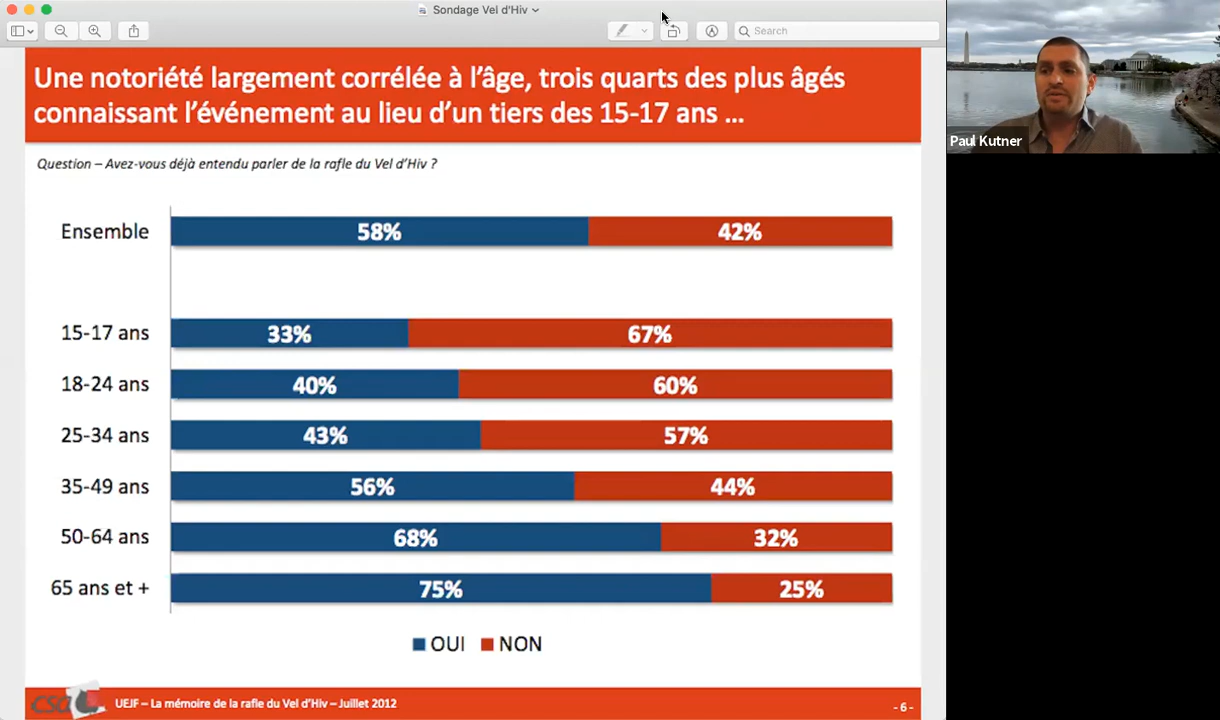 Sondage Vel d'Hiv
Search
Une notoriété largement corrélée à l'âge, trois quarts des plus âgés
connaissant l'événement au lieu d'un tiers des 15-17 ans ...
Question – Avez-vous déjà entendu parler de la rafle du Vel d'Hiv ?
Ensemble 58% 42%
15-17 ans 33% 67%
18-24 ans 40% 60%
25-34 ans 43% 57%
35-49 ans 56% 44%
50-64 ans 68% 32%
65 ans et + 75% 25%
OUI NON
csa UEJF – La mémoire de la rafle du Vel d'Hiv – Juillet 2012
- 6 -
Paul Kutner